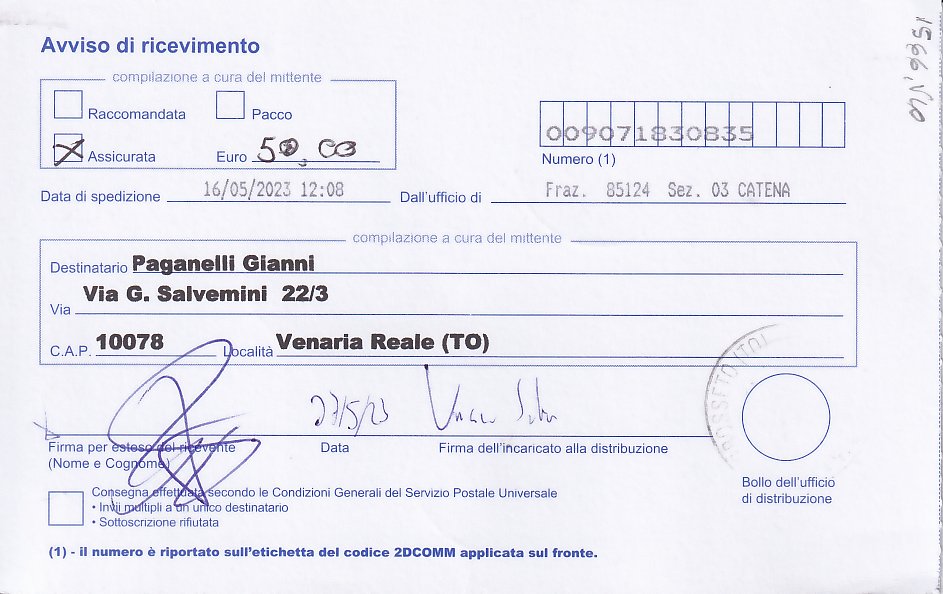 Avviso di ricevimento
compilazione a cura del mittente
Raccomandata Pacco
Assicurata Euro 50,00
009071830835
Numero (1)
Data di spedizione 16/05/2023 12:08 Dall'ufficio di Fraz. 85124 Sez. 03 CATENA
compilazione a cura del mittente
Destinatario Paganelli Gianni
Via G. Salvemini 22/3
Via
C.A.P. 10078 Località Venaria Reale (TO)
27/5/23
Firma per esteso del ricevente Data Firma dell'incaricato alla distribuzione
(Nome e Cognome)
Bollo dell'ufficio
di distribuzione
Consegna effettuata secondo le Condizioni Generali del Servizio Postale Universale
• Invii multipli a un unico destinatario
• Sottoscrizione rifiutata
(1) - il numero è riportato sull'etichetta del codice 2DCOMM applicata sul fronte.